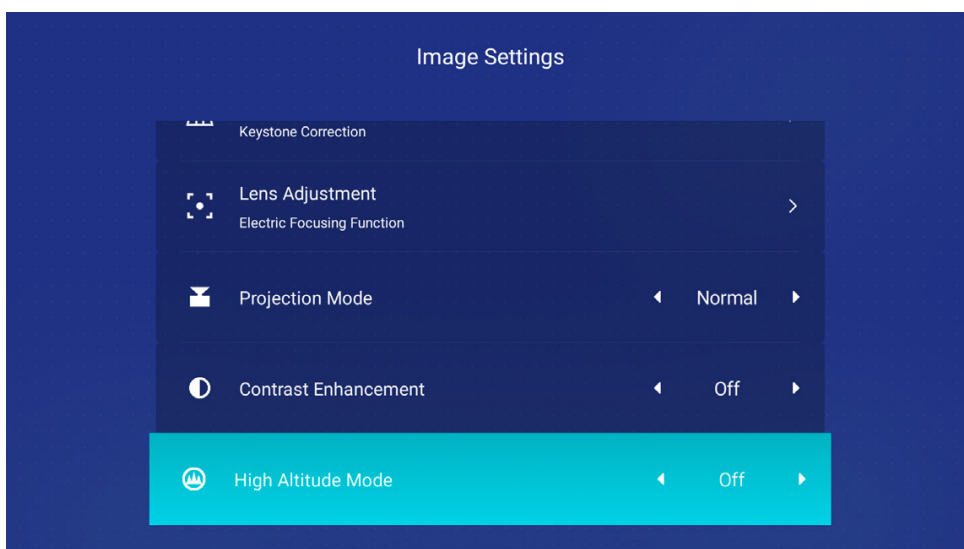 Image Settings
Keystone Correction
Lens Adjustment
Electric Focusing Function
Projection Mode Normal
Contrast Enhancement Off
High Altitude Mode Off